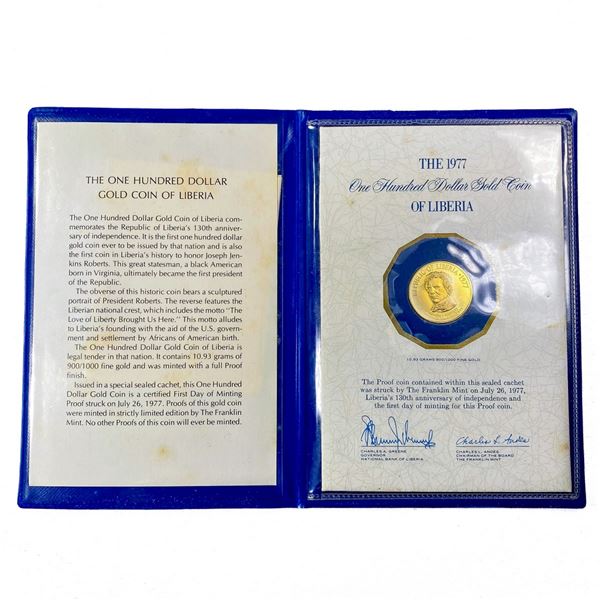 THE ONE HUNDRED DOLLAR
GOLD COIN OF LIBERIA
The One Hundred Dollar Gold Coin of Liberia com-
memorates the Republic of Liberia's 130th anniver-
sary of independence. It is the first one hundred dollar
gold coin ever to be issued by that nation and is also
the first coin in Liberia's history to honor Joseph Jen-
kins Roberts. This great statesman, a black American
born in Virginia, ultimately became the first president
of the Republic.
The obverse of this historic coin bears a sculptured
portrait of President Roberts. The reverse features the
Liberian national crest, which includes the motto "The
Love of Liberty Brought Us Here." This motto alludes
to Liberia's founding with the aid of the U.S. govern-
ment and settlement by Africans of American birth.
The One Hundred Dollar Gold Coin of Liberia is
legal tender in that nation. It contains 10.93 grams of
900/1000 fine gold and was minted with a full Proof
finish.
Issued in a special sealed cachet, this One Hundred
Dollar Gold Coin is a certified First Day of Minting
Proof struck on July 26, 1977. Proofs of this gold coin
were minted in strictly limited edition by The Franklin
Mint. No other Proofs of this coin will ever be minted.
THE 1977
One Hundred Dollar Gold Coin
OF LIBERIA
REPUBLIC OF LIBERIA 1977
10.93 GRAMS 900/1000 FINE GOLD
The Proof coin contained within this sealed cachet
was struck by The Franklin Mint on July 26, 1977,
Liberia's 130th anniversary of independence and
the first day of minting for this Proof coin.
Charles L. Andes
CHARLES A. GREENE
GOVERNOR
NATIONAL BANK OF LIBERIA
CHARLES L. ANDES
CHAIRMAN OF THE BOARD
THE FRANKLIN MINT